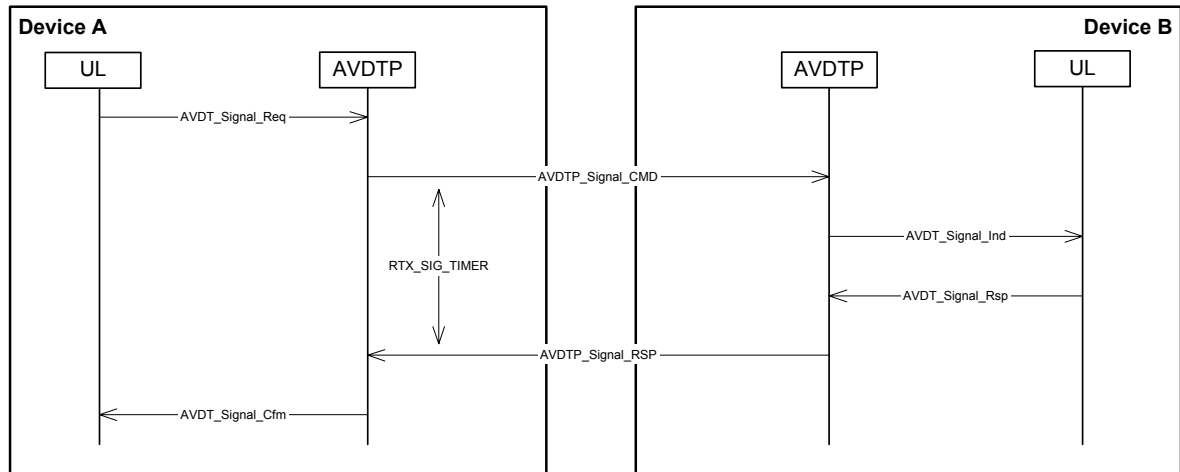 Device A
Device B
UL
AVDTP
AVDTP
UL
AVDT_Signal_Req
AVDTP_Signal_CMD
AVDT_Signal_Ind
RTX_SIG_TIMER
AVDT_Signal_Rsp
AVDTP_Signal_RSP
AVDT_Signal_Cfm